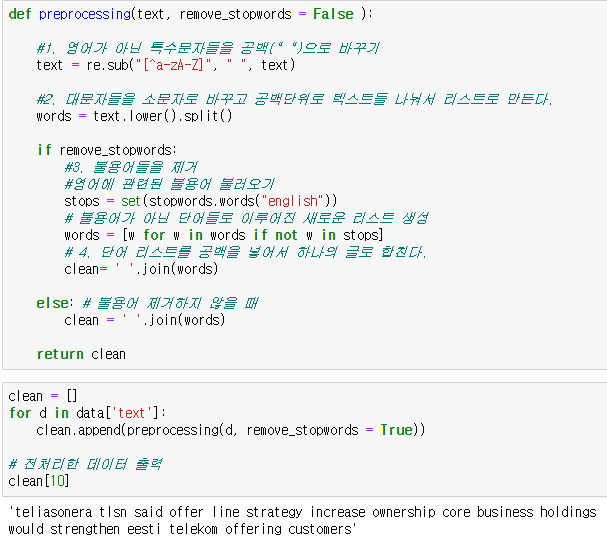 def preprocessing(text, remove_stopwords = False ):
#1. 영어가 아닌 특수문자들을 공백(" ")으로 바꾸기
text = re.sub("[^a-zA-Z]", " ", text)
#2. 대문자들을 소문자로 바꾸고 공백단위로 텍스트들 나눠서 리스트로 만든다.
words = text.lower().split()
if remove_stopwords:
#3. 불용어들을 제거
#영어에 관련된 불용어 불러오기
stops = set(stopwords.words("english"))
# 불용어가 아닌 단어들로 이루어진 새로운 리스트 생성
words = [w for w in words if not w in stops]
# 4. 단어 리스트를 공백을 넣어서 하나의 글로 합친다.
clean= ' '.join(words)
else: # 불용어 제거하지 않을 때
clean = ' '.join(words)
return clean
clean = []
for d in data['text']:
clean.append(preprocessing(d, remove_stopwords = True))
# 전처리한 데이터 출력
clean[10]
'teliasonera tlsn said offer line strategy increase ownership core business holdings
would strengthen eesti telekom offering customers'